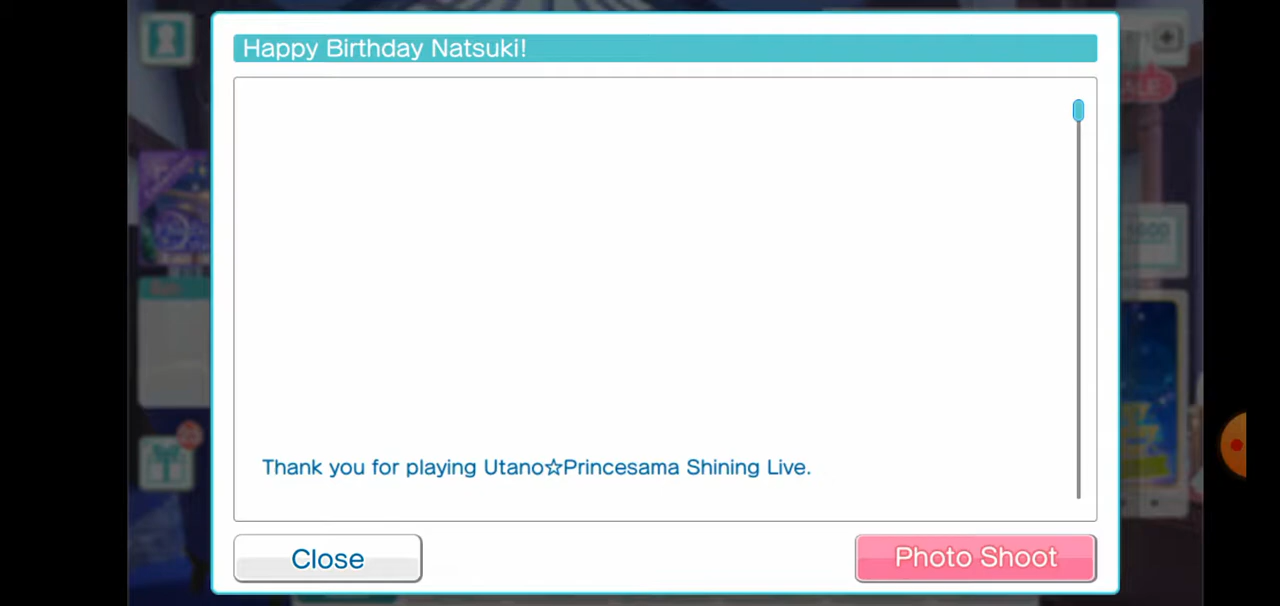 Happy Birthday Natsuki!
Thank you for playing Utano☆Princesama Shining Live.
Close
Photo Shoot